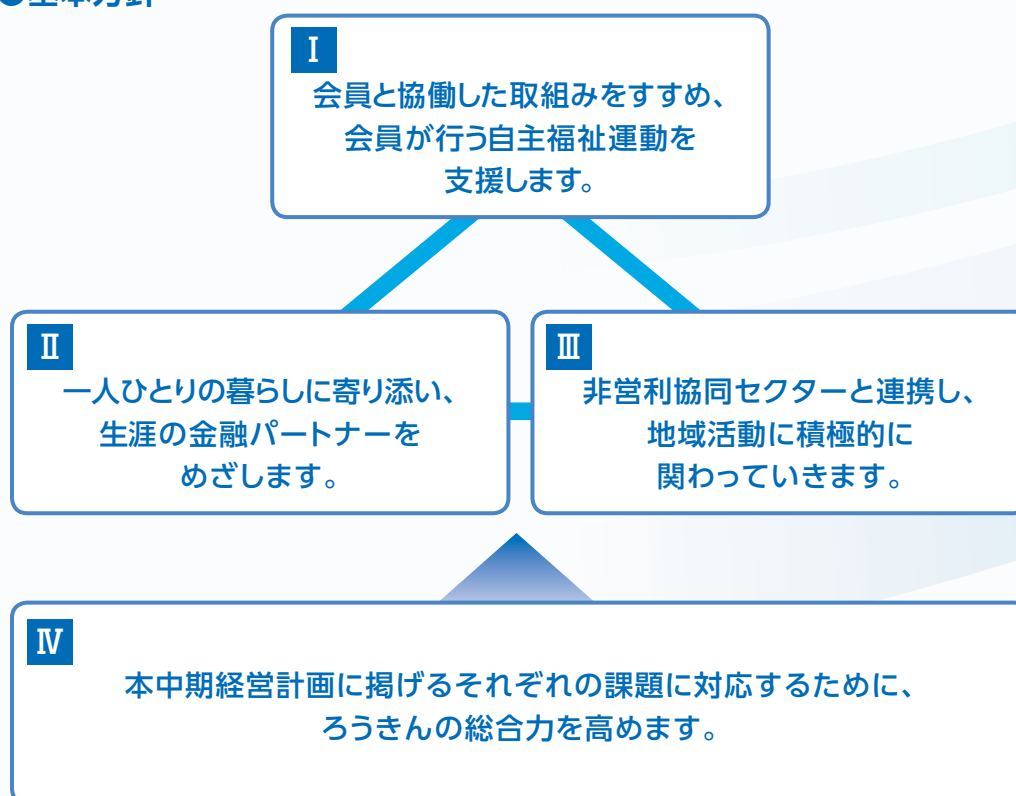 ●基本方針
Ⅰ
会員と協働した取組みをすすめ、
会員が行う自主福祉運動を
支援します。
Ⅱ
一人ひとりの暮らしに寄り添い、
生涯の金融パートナーを
めざします。
Ⅲ
非営利協同セクターと連携し、
地域活動に積極的に
関わっていきます。
Ⅳ
本中期経営計画に掲げるそれぞれの課題に対応するために、
ろうきんの総合力を高めます。